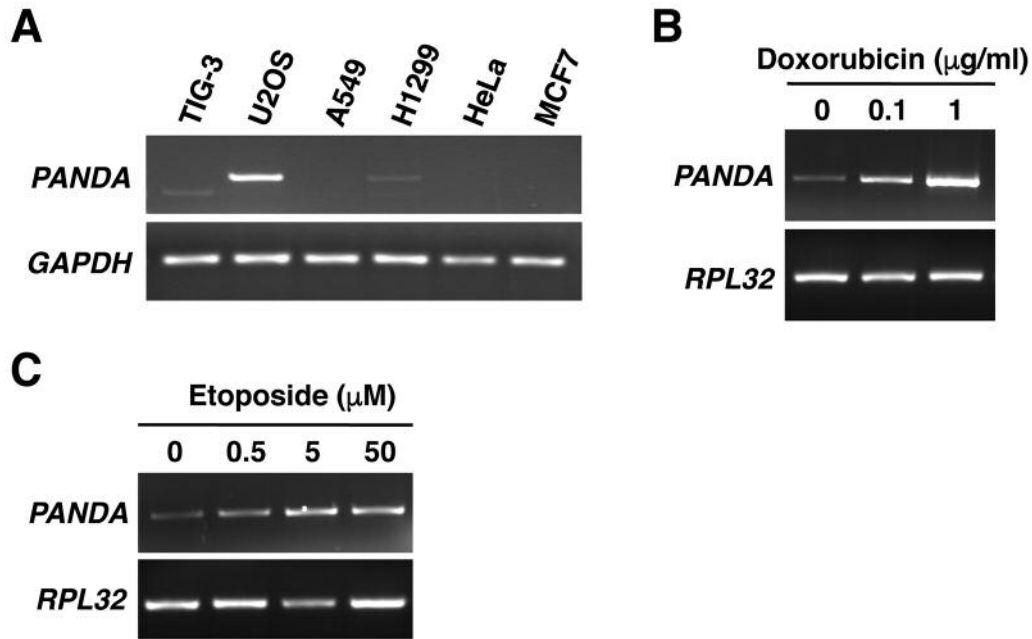 A
TIG-3 U2OS A549 H1299 HeLa MCF7
PANDA
GAPDH
B
Doxorubicin (μg/ml)
0 0.1 1
PANDA
RPL32
C
Etoposide (μM)
0 0.5 5 50
PANDA
RPL32